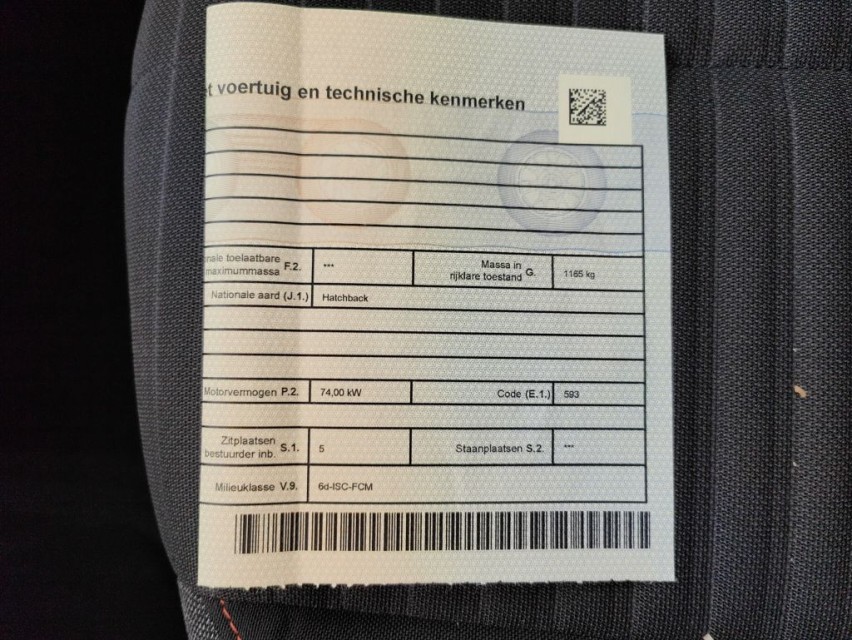 t voertuig en technische kenmerken
nale toelaatbare
maximummassa F.2. *** Massa in
rijklare toestand G. 1165 kg
Nationale aard (J.1.) Hatchback
Motorvermogen P.2. 74,00 kW Code (E.1.) 593
Zitplaatsen
bestuurder inb. S.1. 5 Staanplaatsen S.2. ***
Milieuklasse V.9. 6d-ISC-FCM